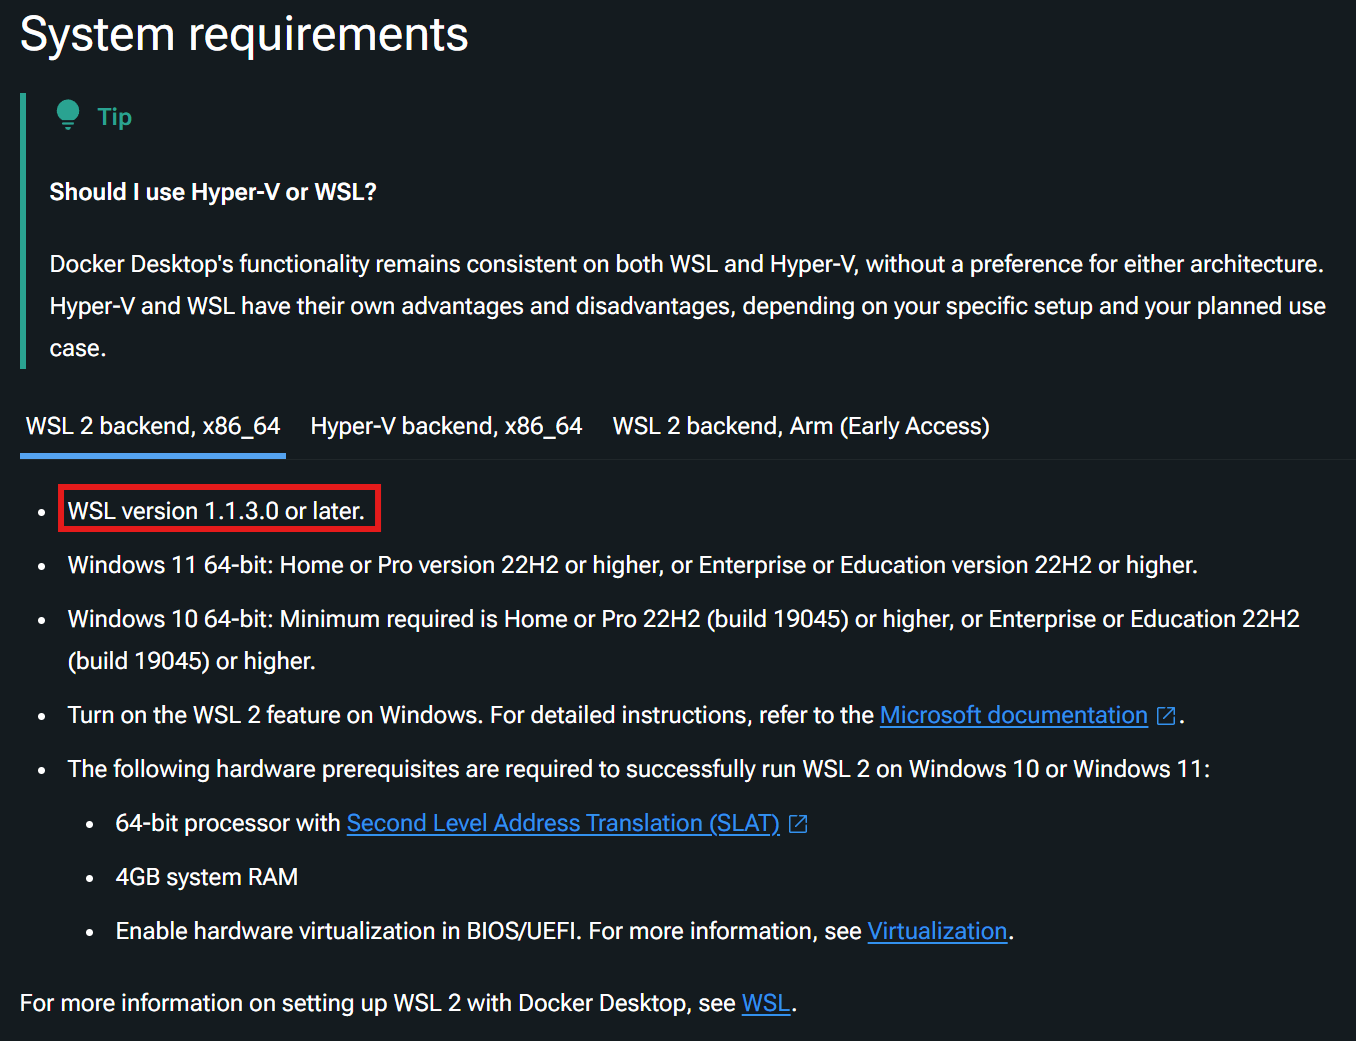 System requirements
Tip
Should I use Hyper-V or WSL?
Docker Desktop's functionality remains consistent on both WSL and Hyper-V, without a preference for either architecture.
Hyper-V and WSL have their own advantages and disadvantages, depending on your specific setup and your planned use
case.
WSL 2 backend, x86_64 Hyper-V backend, x86_64 WSL 2 backend, Arm (Early Access)
• WSL version 1.1.3.0 or later.
• Windows 11 64-bit: Home or Pro version 22H2 or higher, or Enterprise or Education version 22H2 or higher.
• Windows 10 64-bit: Minimum required is Home or Pro 22H2 (build 19045) or higher, or Enterprise or Education 22H2
(build 19045) or higher.
• Turn on the WSL 2 feature on Windows. For detailed instructions, refer to the Microsoft documentation.
• The following hardware prerequisites are required to successfully run WSL 2 on Windows 10 or Windows 11:
• 64-bit processor with Second Level Address Translation (SLAT)
• 4GB system RAM
• Enable hardware virtualization in BIOS/UEFI. For more information, see Virtualization.
For more information on setting up WSL 2 with Docker Desktop, see WSL.